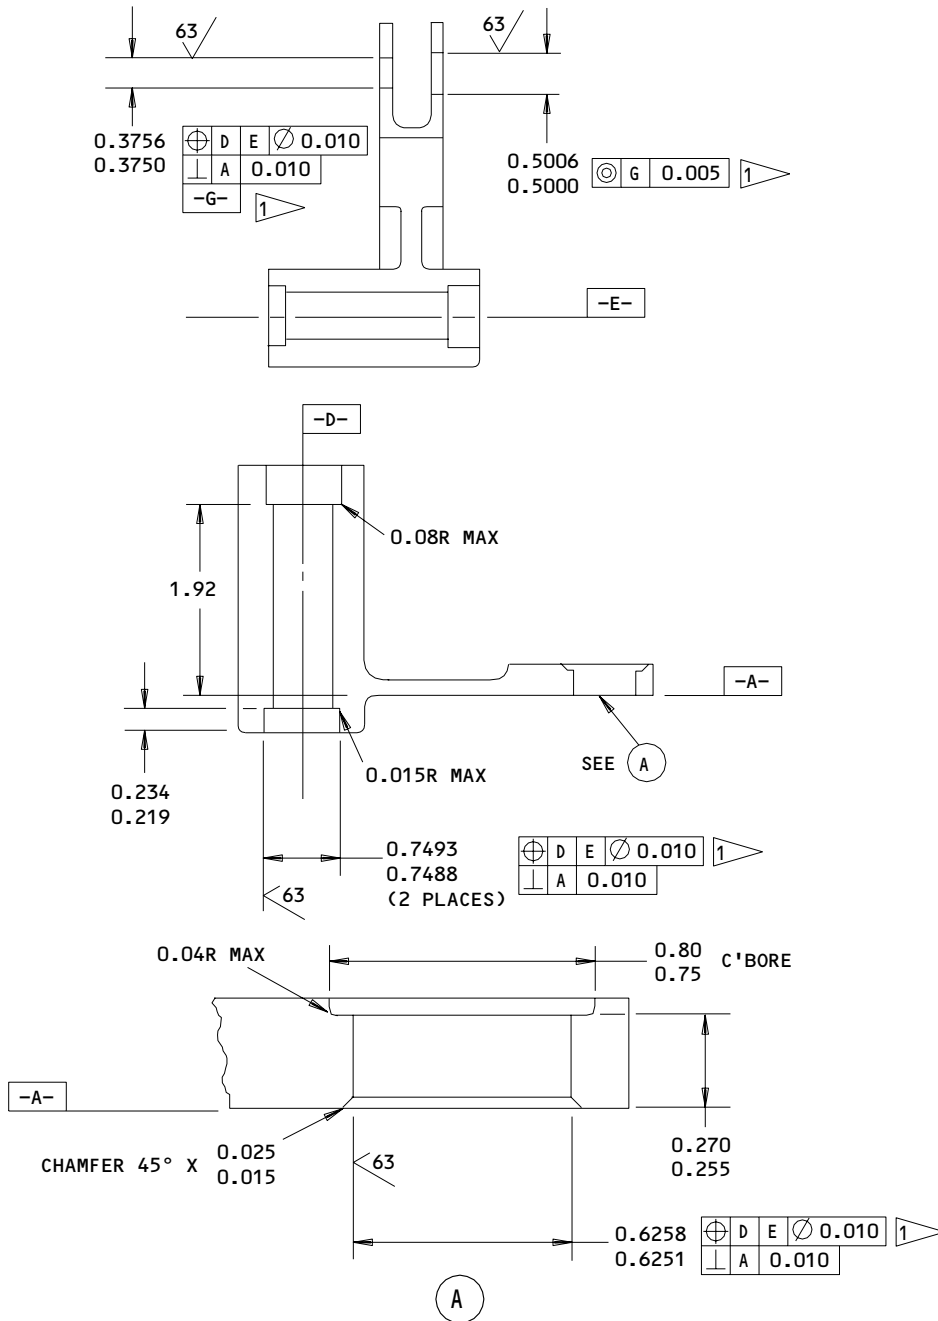 63
63
0.3756
0.3750
⌖ D E ∅ 0.010
⊥ A 0.010
-G-
1
0.5006
0.5000
◎ G 0.005
1
-E-
-D-
0.08R MAX
1.92
-A-
0.015R MAX
SEE A
0.234
0.219
0.7493
0.7488
(2 PLACES)
⌖ D E ∅ 0.010
⊥ A 0.010
1
63
0.04R MAX
0.80
0.75
C'BORE
-A-
CHAMFER 45° X
0.025
0.015
63
0.270
0.255
0.6258
0.6251
⌖ D E ∅ 0.010
⊥ A 0.010
1
A